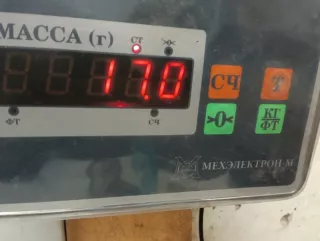 МАССА (г)
СТ
17.0
ФТ
СЧ
СЧ
Т
>0<
КГ
ФТ
МЕХЭЛЕКТРОН-М